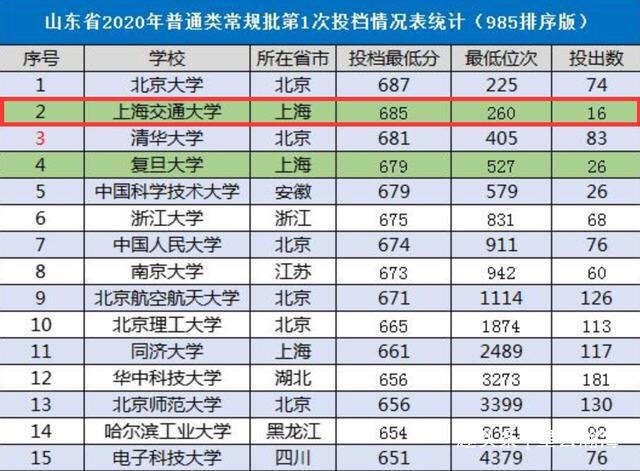 山东省2020年普通类常规批第1次投档情况表统计（985排序版）
序号 学校 所在省市 投档最低分 最低位次 投出数
1 北京大学 北京 687 225 74
2 上海交通大学 上海 685 260 16
3 清华大学 北京 681 405 83
4 复旦大学 上海 679 527 26
5 中国科学技术大学 安徽 679 579 26
6 浙江大学 浙江 675 831 68
7 中国人民大学 北京 674 911 76
8 南京大学 江苏 673 942 60
9 北京航空航天大学 北京 671 1114 126
10 北京理工大学 北京 665 1874 113
11 同济大学 上海 661 2489 117
12 华中科技大学 湖北 656 3273 181
13 北京师范大学 北京 656 3399 130
14 哈尔滨工业大学 黑龙江 654 3654 92
15 电子科技大学 四川 651 4379 76